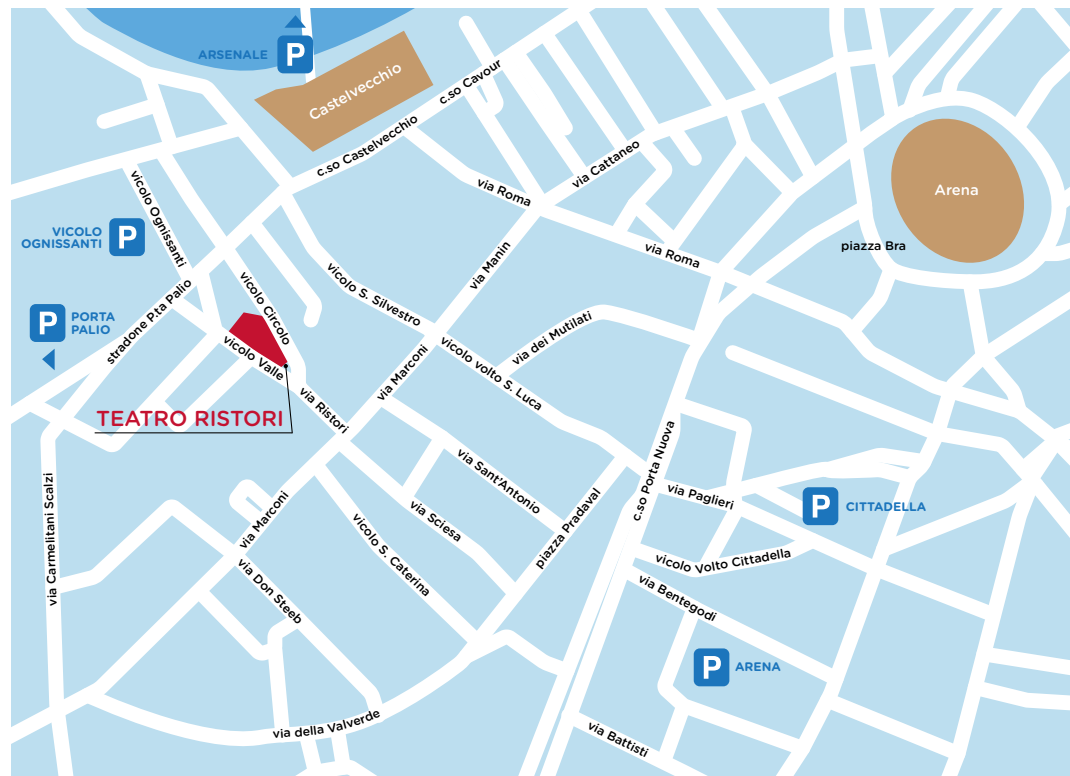 ARSENALE
P
Castelvecchio
c.so Cavour
c.so Castelvecchio
via Cattaneo
via Roma
Arena
vicolo Ognissanti
VICOLO
OGNISSANTI
P
via Manin
via Roma
piazza Bra
vicolo S. Silvestro
vicolo Circolo
stradone P.ta Palio
P
PORTA
PALIO
vicolo Valle
via dei Mutilati
via Marconi
vicolo volto S. Luca
via Ristori
TEATRO RISTORI
via Sant'Antonio
c.so Porta Nuova
via Paglieri
P
CITTADELLA
via Carmelitani Scalzi
via Marconi
via Sciesa
piazza Pradaval
vicolo S. Caterina
vicolo Volto Cittadella
via Don Steeb
via Bentegodi
P
ARENA
via della Valverde
via Battisti